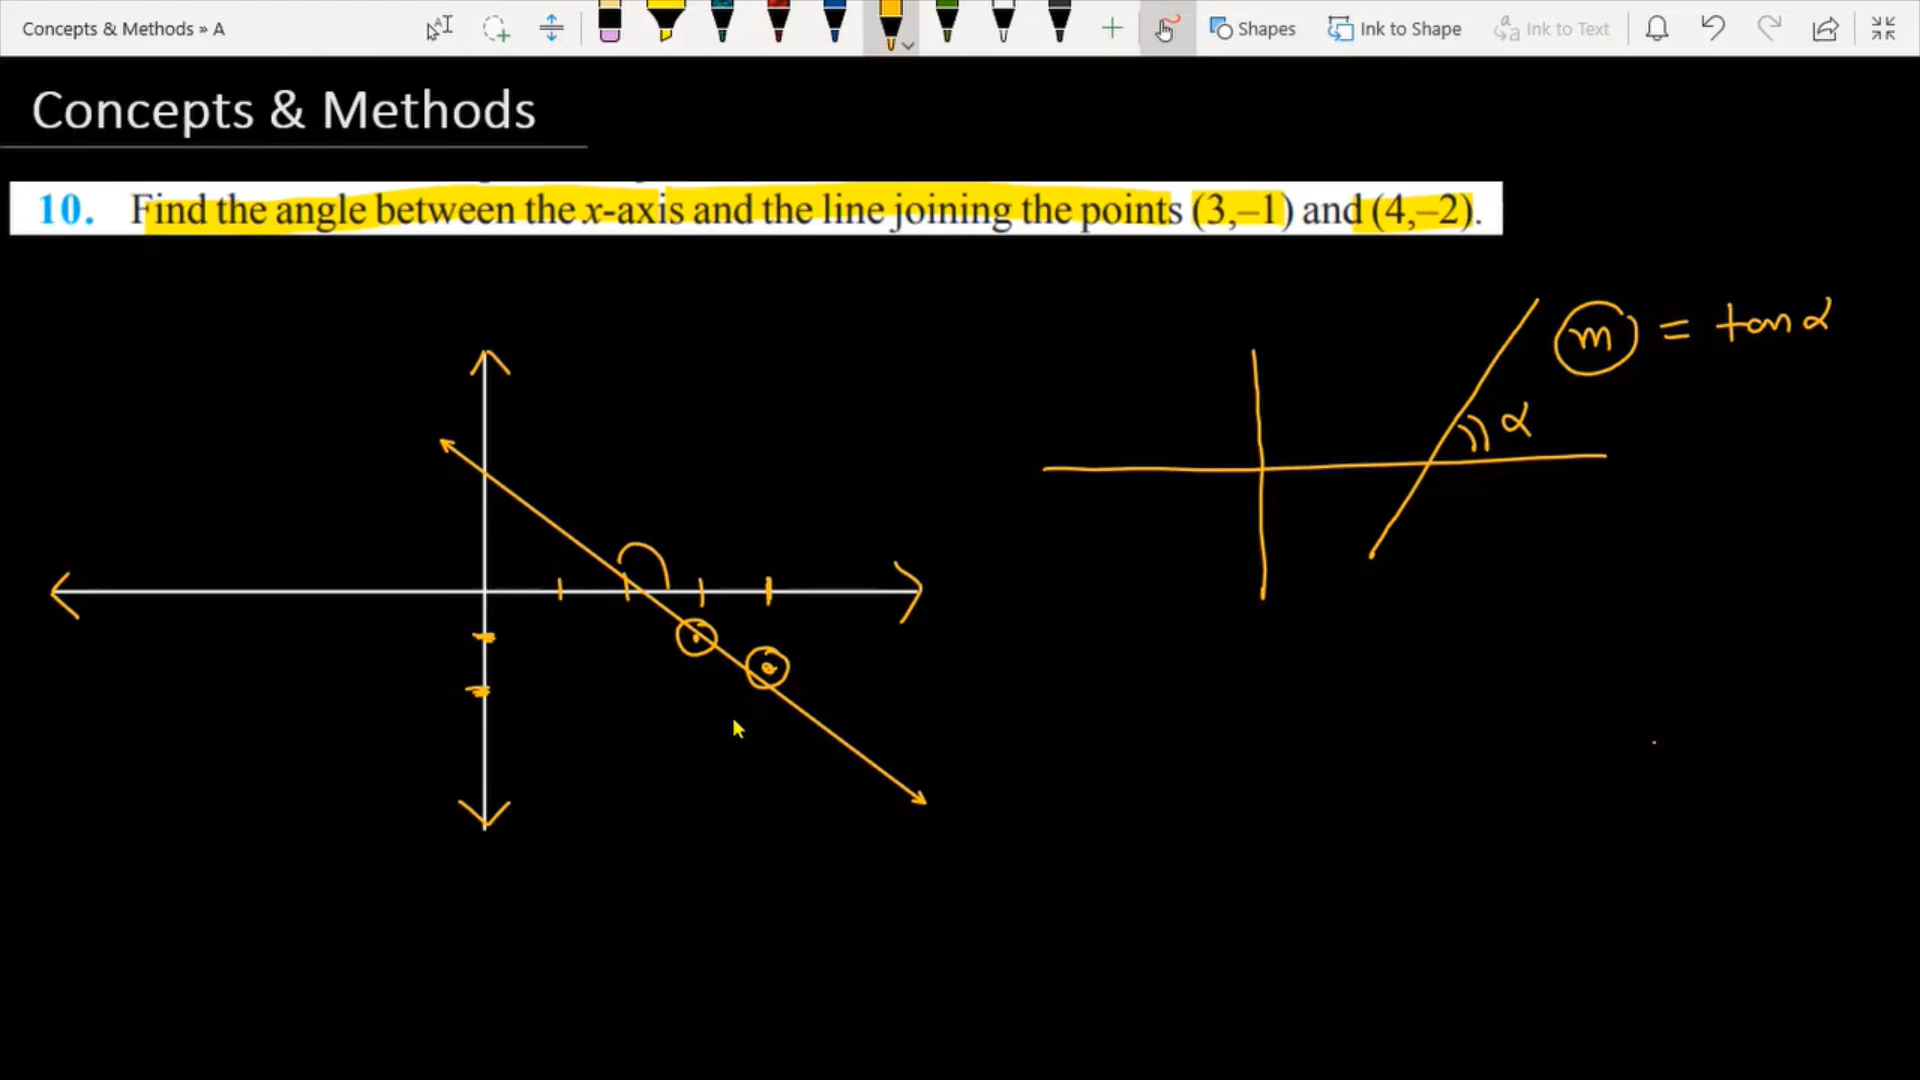 Concepts & Methods » A
Shapes
Ink to Shape
Ink to Text
Concepts & Methods
10. Find the angle between the x-axis and the line joining the points (3,–1) and (4,–2).
m = tan α
α